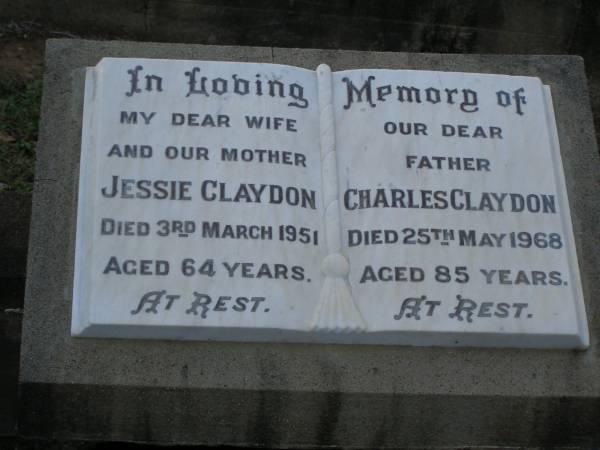 In Loving Memory of
MY DEAR WIFE
AND OUR MOTHER
JESSIE CLAYDON
DIED 3RD MARCH 1951
AGED 64 YEARS.
AT REST.
OUR DEAR
FATHER
CHARLES CLAYDON
DIED 25TH MAY 1968
AGED 85 YEARS.
AT REST.